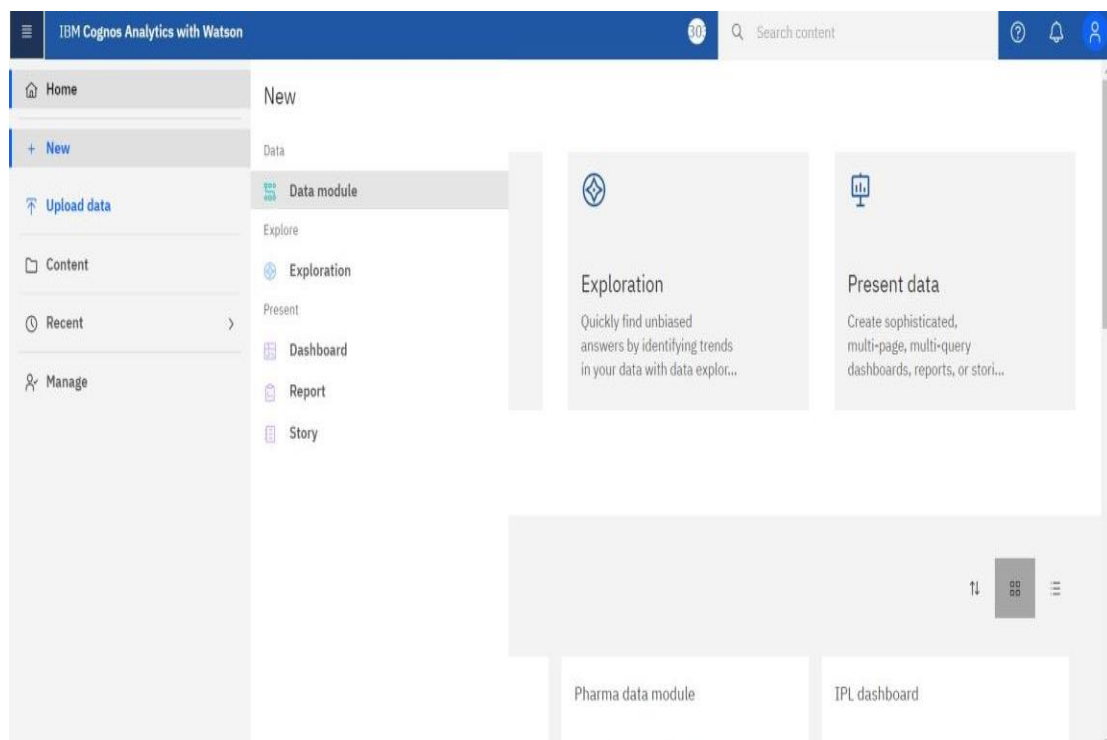 IBM Cognos Analytics with Watson
30
Search content
Home
New
Upload data
Content
Recent
Manage
New
Data
Data module
Explore
Exploration
Present
Dashboard
Report
Story
Exploration
Quickly find unbiased
answers by identifying trends
in your data with data explor...
Present data
Create sophisticated,
multi-page, multi-query
dashboards, reports, or stori...
Pharma data module
IPL dashboard